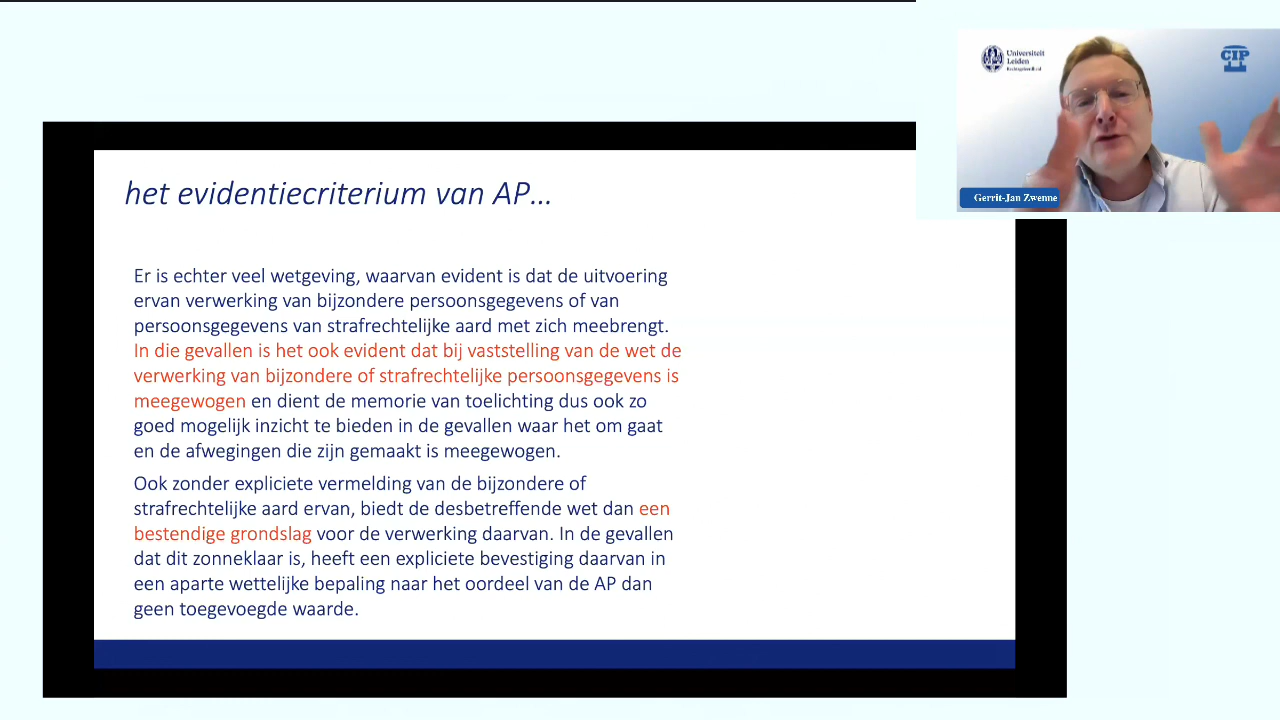 het evidentiecriterium van AP...
Er is echter veel wetgeving, waarvan evident is dat de uitvoering
ervan verwerking van bijzondere persoonsgegevens of van
persoonsgegevens van strafrechtelijke aard met zich meebrengt.
In die gevallen is het ook evident dat bij vaststelling van de wet de
verwerking van bijzondere of strafrechtelijke persoonsgegevens is
meegewogen en dient de memorie van toelichting dus ook zo
goed mogelijk inzicht te bieden in de gevallen waar het om gaat
en de afwegingen die zijn gemaakt is meegewogen.
Ook zonder expliciete vermelding van de bijzondere of
strafrechtelijke aard ervan, biedt de desbetreffende wet dan een
bestendige grondslag voor de verwerking daarvan. In de gevallen
dat dit zonneklaar is, heeft een expliciete bevestiging daarvan in
een aparte wettelijke bepaling naar het oordeel van de AP dan
geen toegevoegde waarde.
Universiteit
Leiden
Rechtsgeleerdheid
CIP
Gerrit-Jan Zwenne